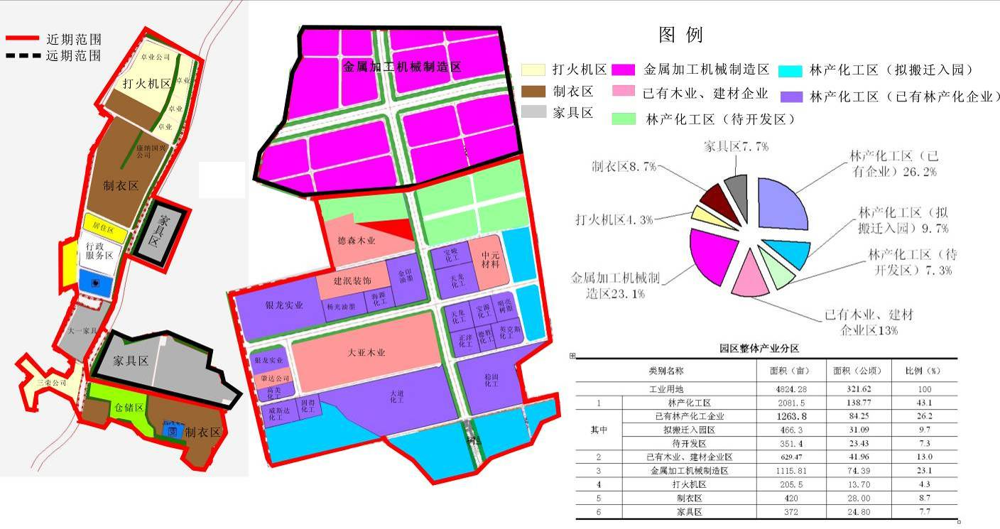 近期范围
远期范围
卓业公司
打火机区
卓业
卓业
卓业
康纳国兴
公司
制衣区
居住区
行政
服务区
家具区
大一家具
家具区
三荣公司
仓储区
制衣区
金属加工机械制造区
德森木业
宝峻
化工
中元
材料
天龙
化工
金印
油墨
建泯装饰
海源
化工
银龙实业
杨光油墨
天龙
化工
宝源
化工
明亮
树脂
正洋
化工
德胜
化工
英克斯
化工
大亚木业
银龙实业
肇达公司
高美
化工
威斯达
化工
固得
化工
大道
化工
稳固
化工
图 例
打火机区
金属加工机械制造区
林产化工区（拟搬迁入园）
制衣区
已有木业、建材企业
林产化工区（已有林产化企业）
家具区
林产化工区（待开发区）
家具区7.7%
制衣区8.7%
打火机区4.3%
金属加工机械制
造区23.1%
林产化工区（已
有企业）26.2%
林产化工区（拟
搬迁入园）9.7%
林产化工区（待
开发区）7.3%
已有木业、建材
企业区13%
园区整体产业分区
类别名称 面积（亩） 面积（公顷） 比例（%）
工业用地 4824.28 321.62 100
1 林产化工区 2081.5 138.77 43.1
其中 已有林产化工企业 1263.8 84.25 26.2
拟搬迁入园区 466.3 31.09 9.7
待开发区 351.4 23.43 7.3
2 已有木业、建材企业区 629.47 41.96 13.0
3 金属加工机械制造区 1115.81 74.39 23.1
4 打火机区 205.5 13.70 4.3
5 制衣区 420 28.00 8.7
6 家具区 372 24.80 7.7